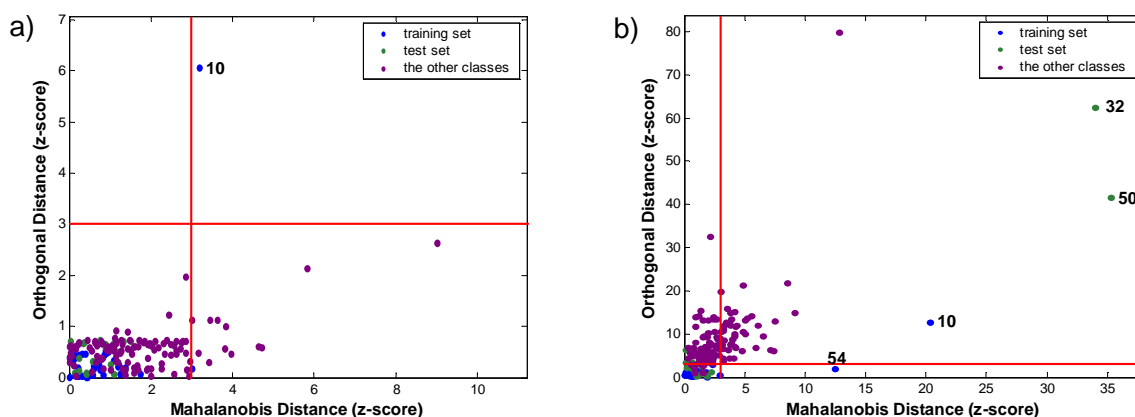 a)
Orthogonal Distance (z-score)
7
6
5
4
3
2
1
0
0 2 4 6 8 10
Mahalanobis Distance (z-score)
training set
test set
the other classes
10
b)
Orthogonal Distance (z-score)
80
70
60
50
40
30
20
10
0
0 5 10 15 20 25 30 35
Mahalanobis Distance (z-score)
training set
test set
the other classes
32
50
10
54